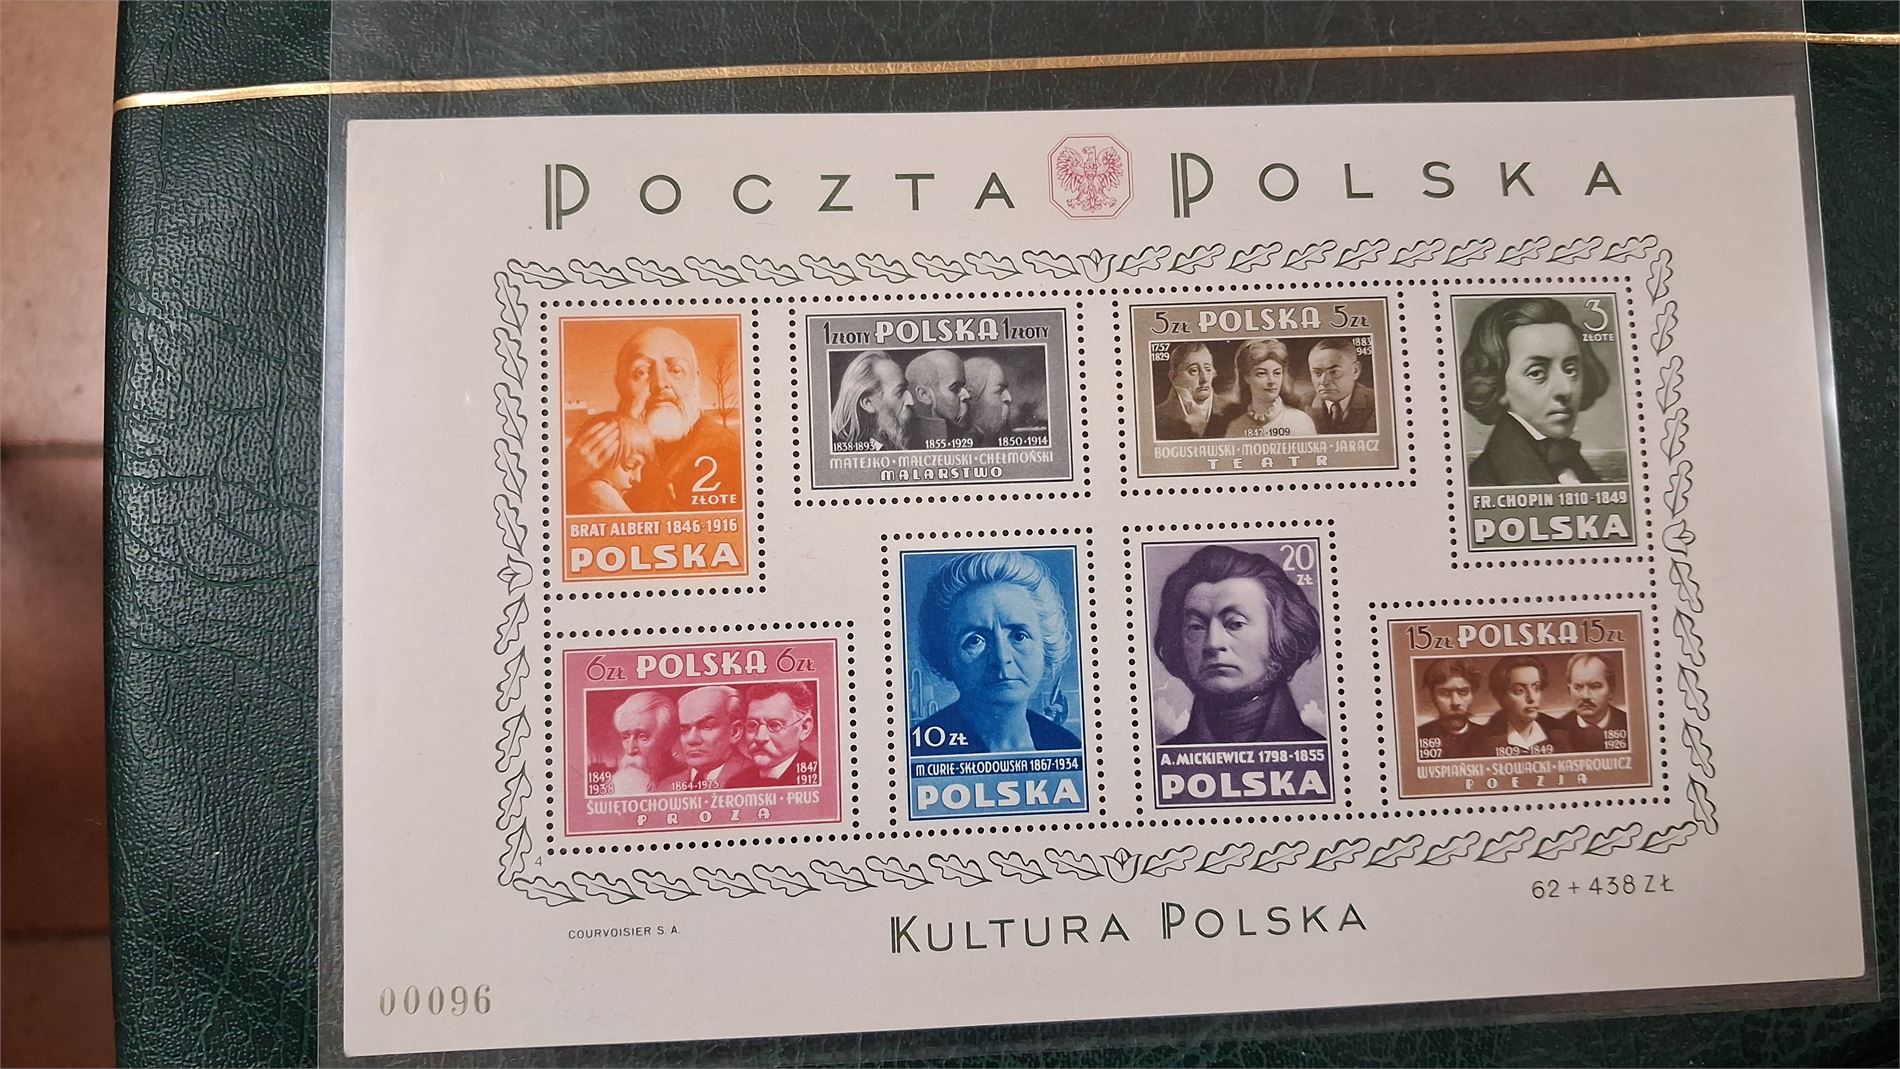 POCZTA POLSKA
2 ZŁOTE
BRAT ALBERT 1846-1916
POLSKA
1 ZŁOTY POLSKA 1 ZŁOTY
1838-1893 1855-1929 1850-1914
MATEJKO·MALCZEWSKI·CHEŁMOŃSKI
MALARSTWO
5 ZŁ POLSKA 5 ZŁ
1757 1829
1883 945
1842-1909
BOGUSŁAWSKI·MODRZEJEWSKA·JARACZ
TEATR
3 ZŁOTE
FR. CHOPIN 1810-1849
POLSKA
6 ZŁ POLSKA 6 ZŁ
1849 1938
1864-1925
1847 1912
ŚWIĘTOCHOWSKI·ŻEROMSKI·PRUS
PROZA
10 ZŁ
M. CURIE-SKŁODOWSKA 1867-1934
POLSKA
20 ZŁ
A. MICKIEWICZ 1798-1855
POLSKA
15 ZŁ POLSKA 15 ZŁ
1869 1907
1809-1849
1860 1926
WYSPIAŃSKI·SŁOWACKI·KASPROWICZ
POEZJA
4
62 + 438 ZŁ
COURVOISIER S. A.
KULTURA POLSKA
00096